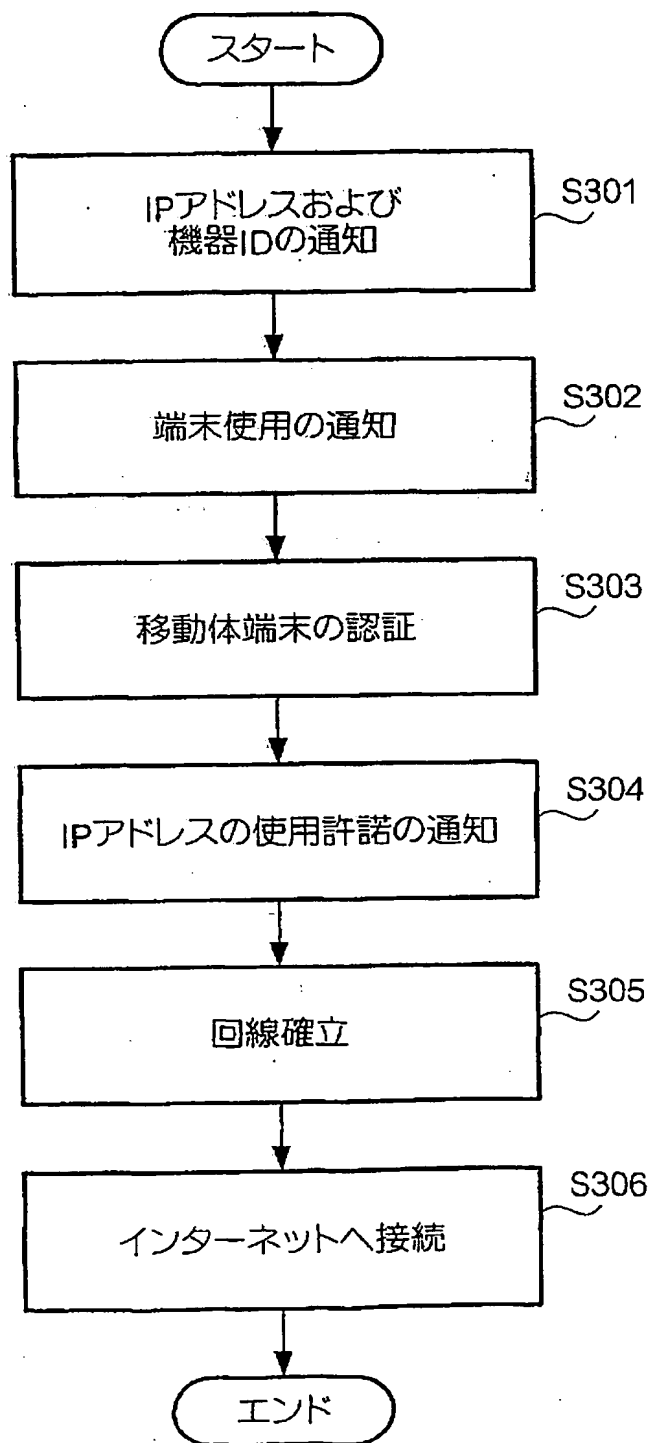 スタート
IPアドレスおよび
機器IDの通知
S301
端末使用の通知
S302
移動体端末の認証
S303
IPアドレスの使用許諾の通知
S304
回線確立
S305
インターネットへ接続
S306
エンド